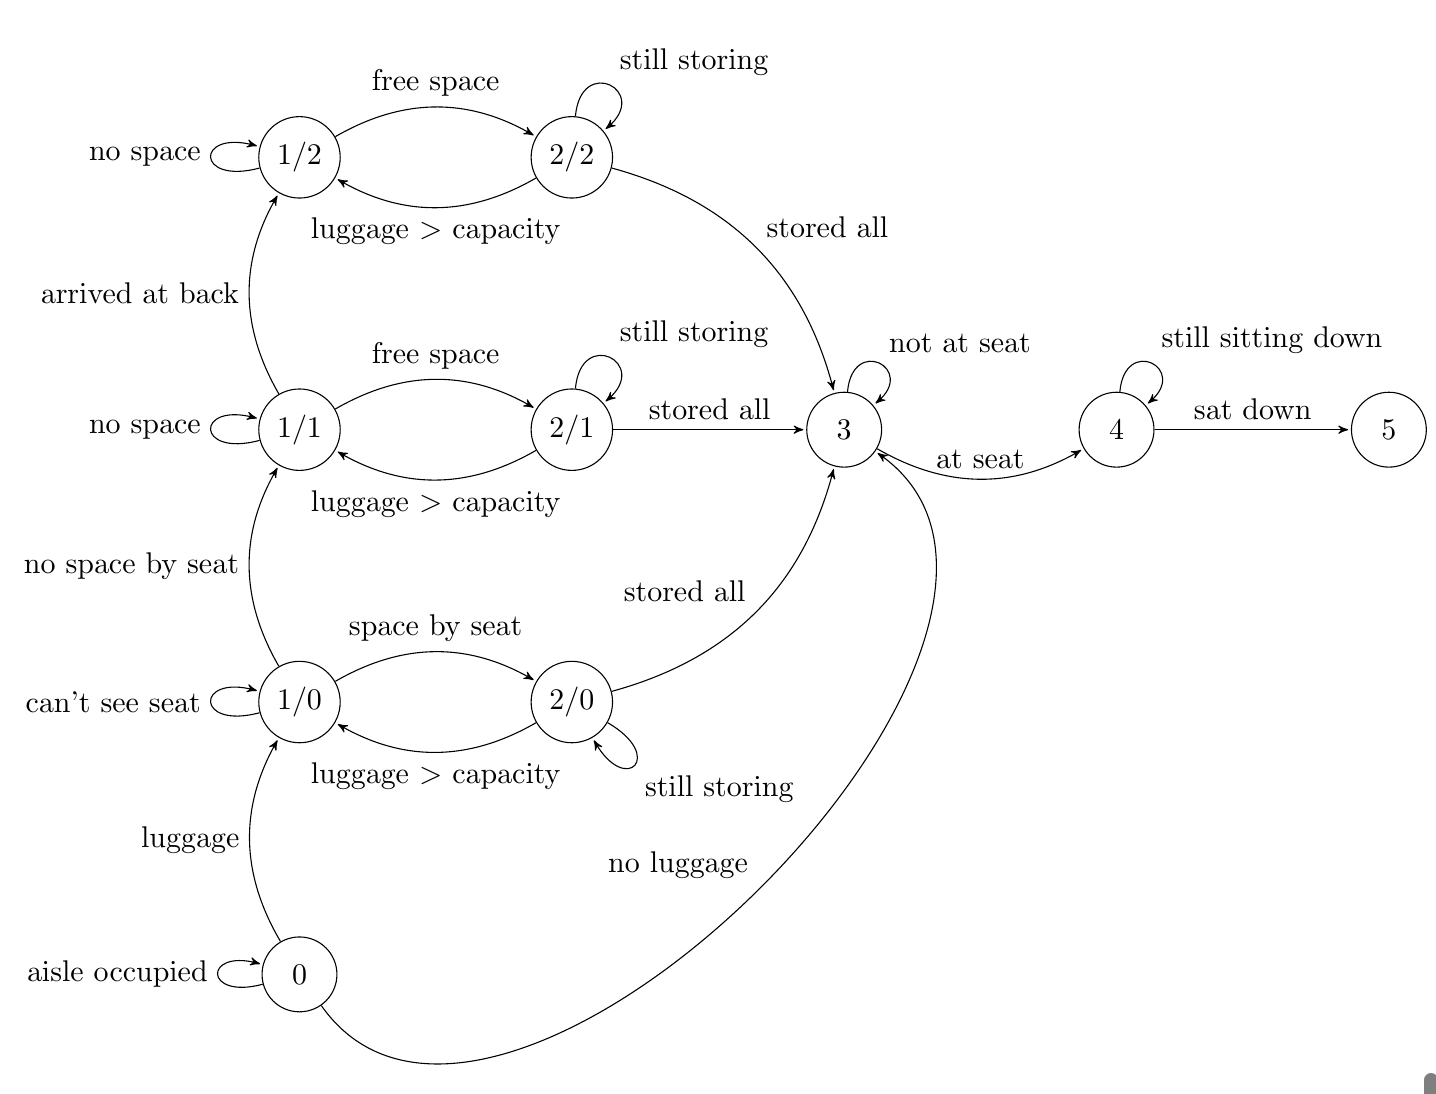 still storing
free space
no space
1/2
2/2
luggage > capacity
stored all
arrived at back
still storing
not at seat
still sitting down
free space
no space
1/1
2/1
stored all
3
at seat
4
sat down
5
luggage > capacity
no space by seat
stored all
space by seat
can't see seat
1/0
2/0
luggage > capacity
still storing
luggage
no luggage
aisle occupied
0